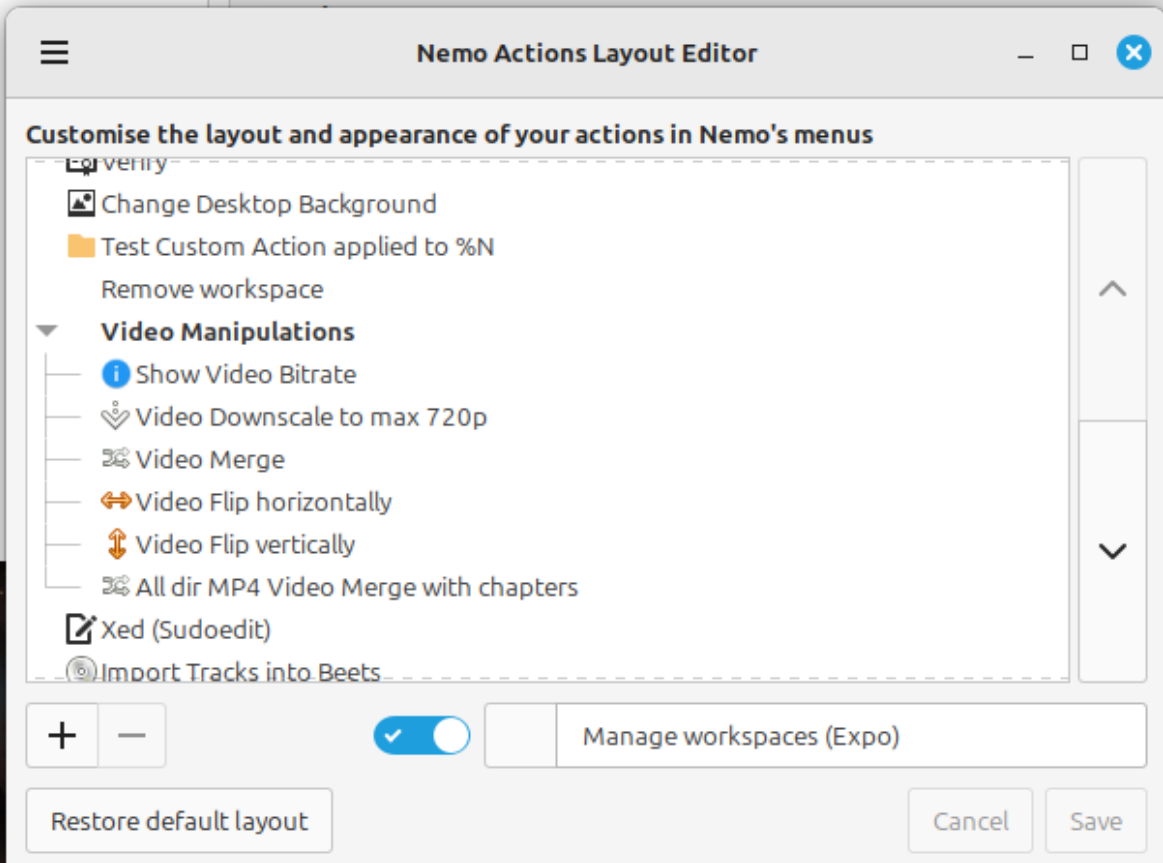 Nemo Actions Layout Editor
Customise the layout and appearance of your actions in Nemo's menus
Verify
Change Desktop Background
Test Custom Action applied to %N
Remove workspace
Video Manipulations
Show Video Bitrate
Video Downscale to max 720p
Video Merge
Video Flip horizontally
Video Flip vertically
All dir MP4 Video Merge with chapters
Xed (Sudoedit)
Import Tracks into Beets
Manage workspaces (Expo)
Restore default layout
Cancel
Save